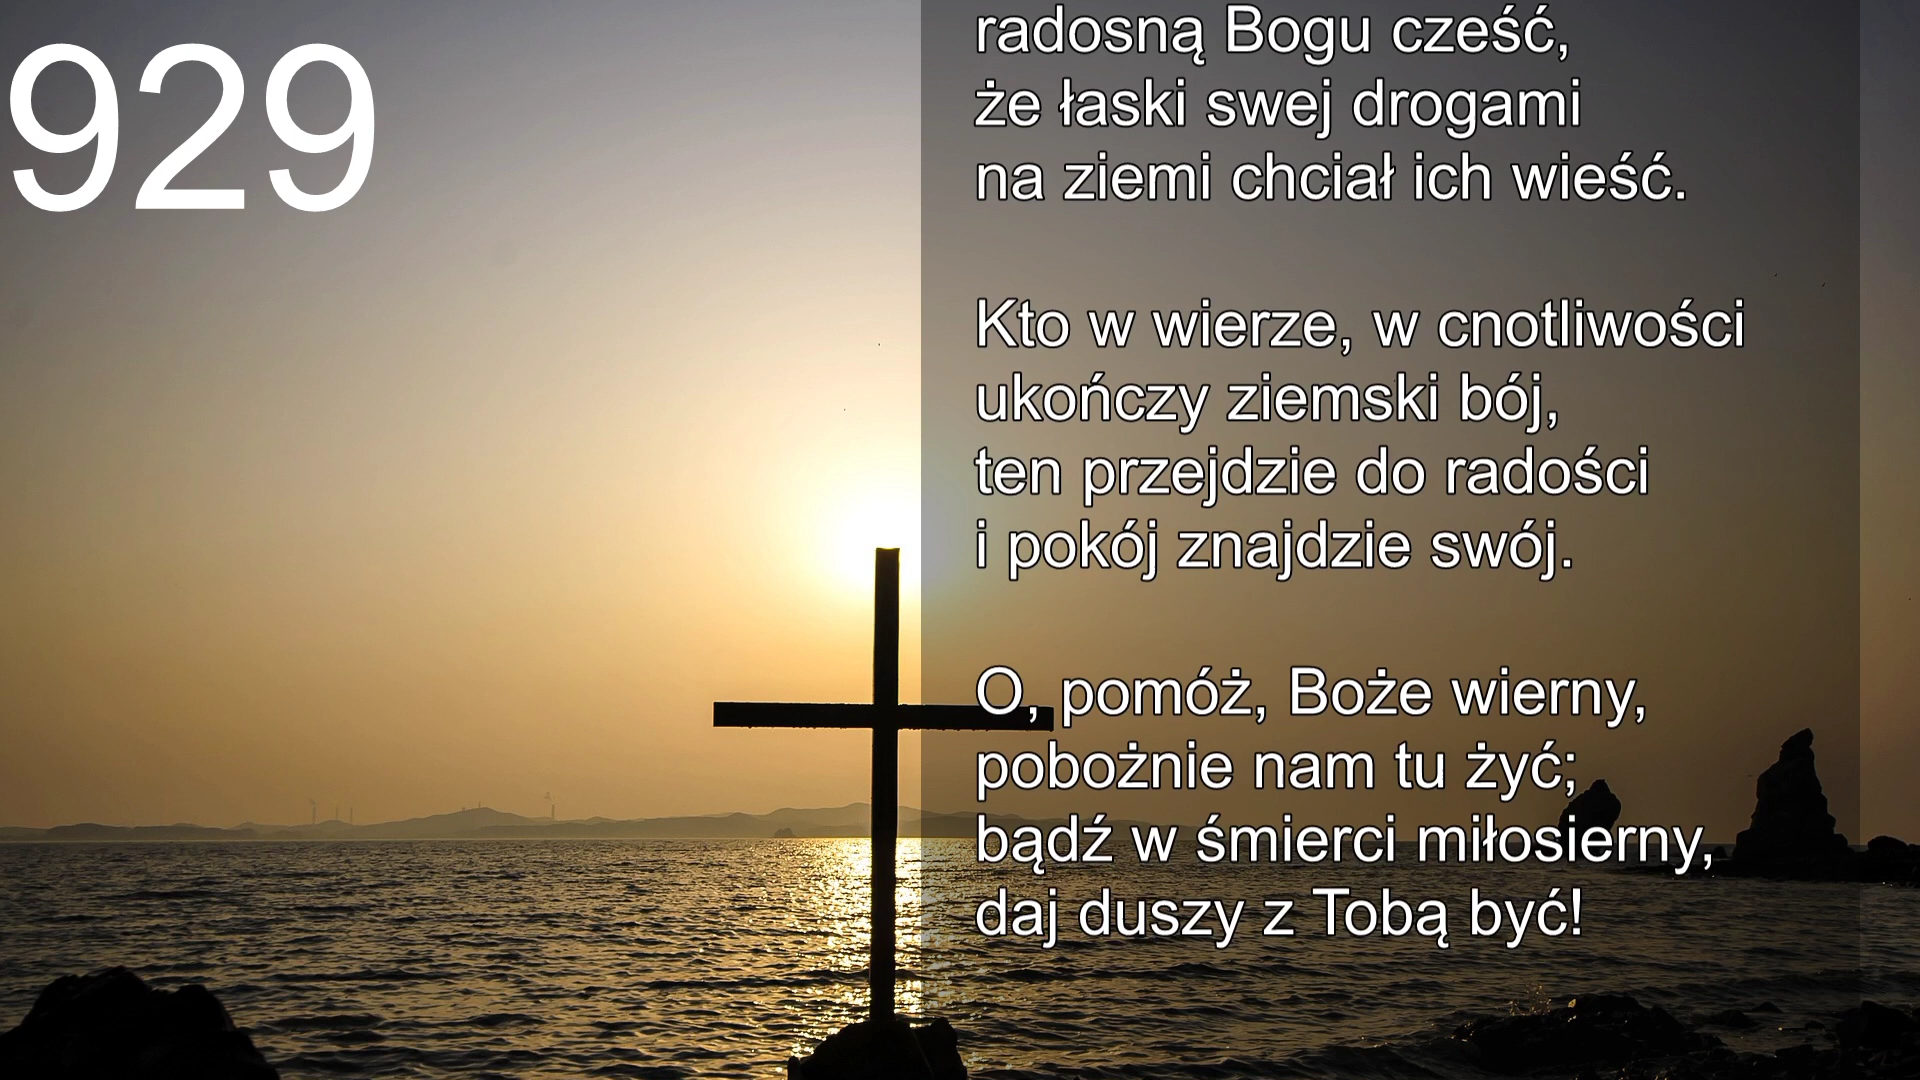 929
radosną Bogu cześć,
że łaski swej drogami
na ziemi chciał ich wieść.
Kto w wierze, w cnotliwości
ukończy ziemski bój,
ten przejdzie do radości
i pokój znajdzie swój.
O, pomóż, Boże wierny,
pobożnie nam tu żyć;
bądź w śmierci miłosierny,
daj duszy z Tobą być!